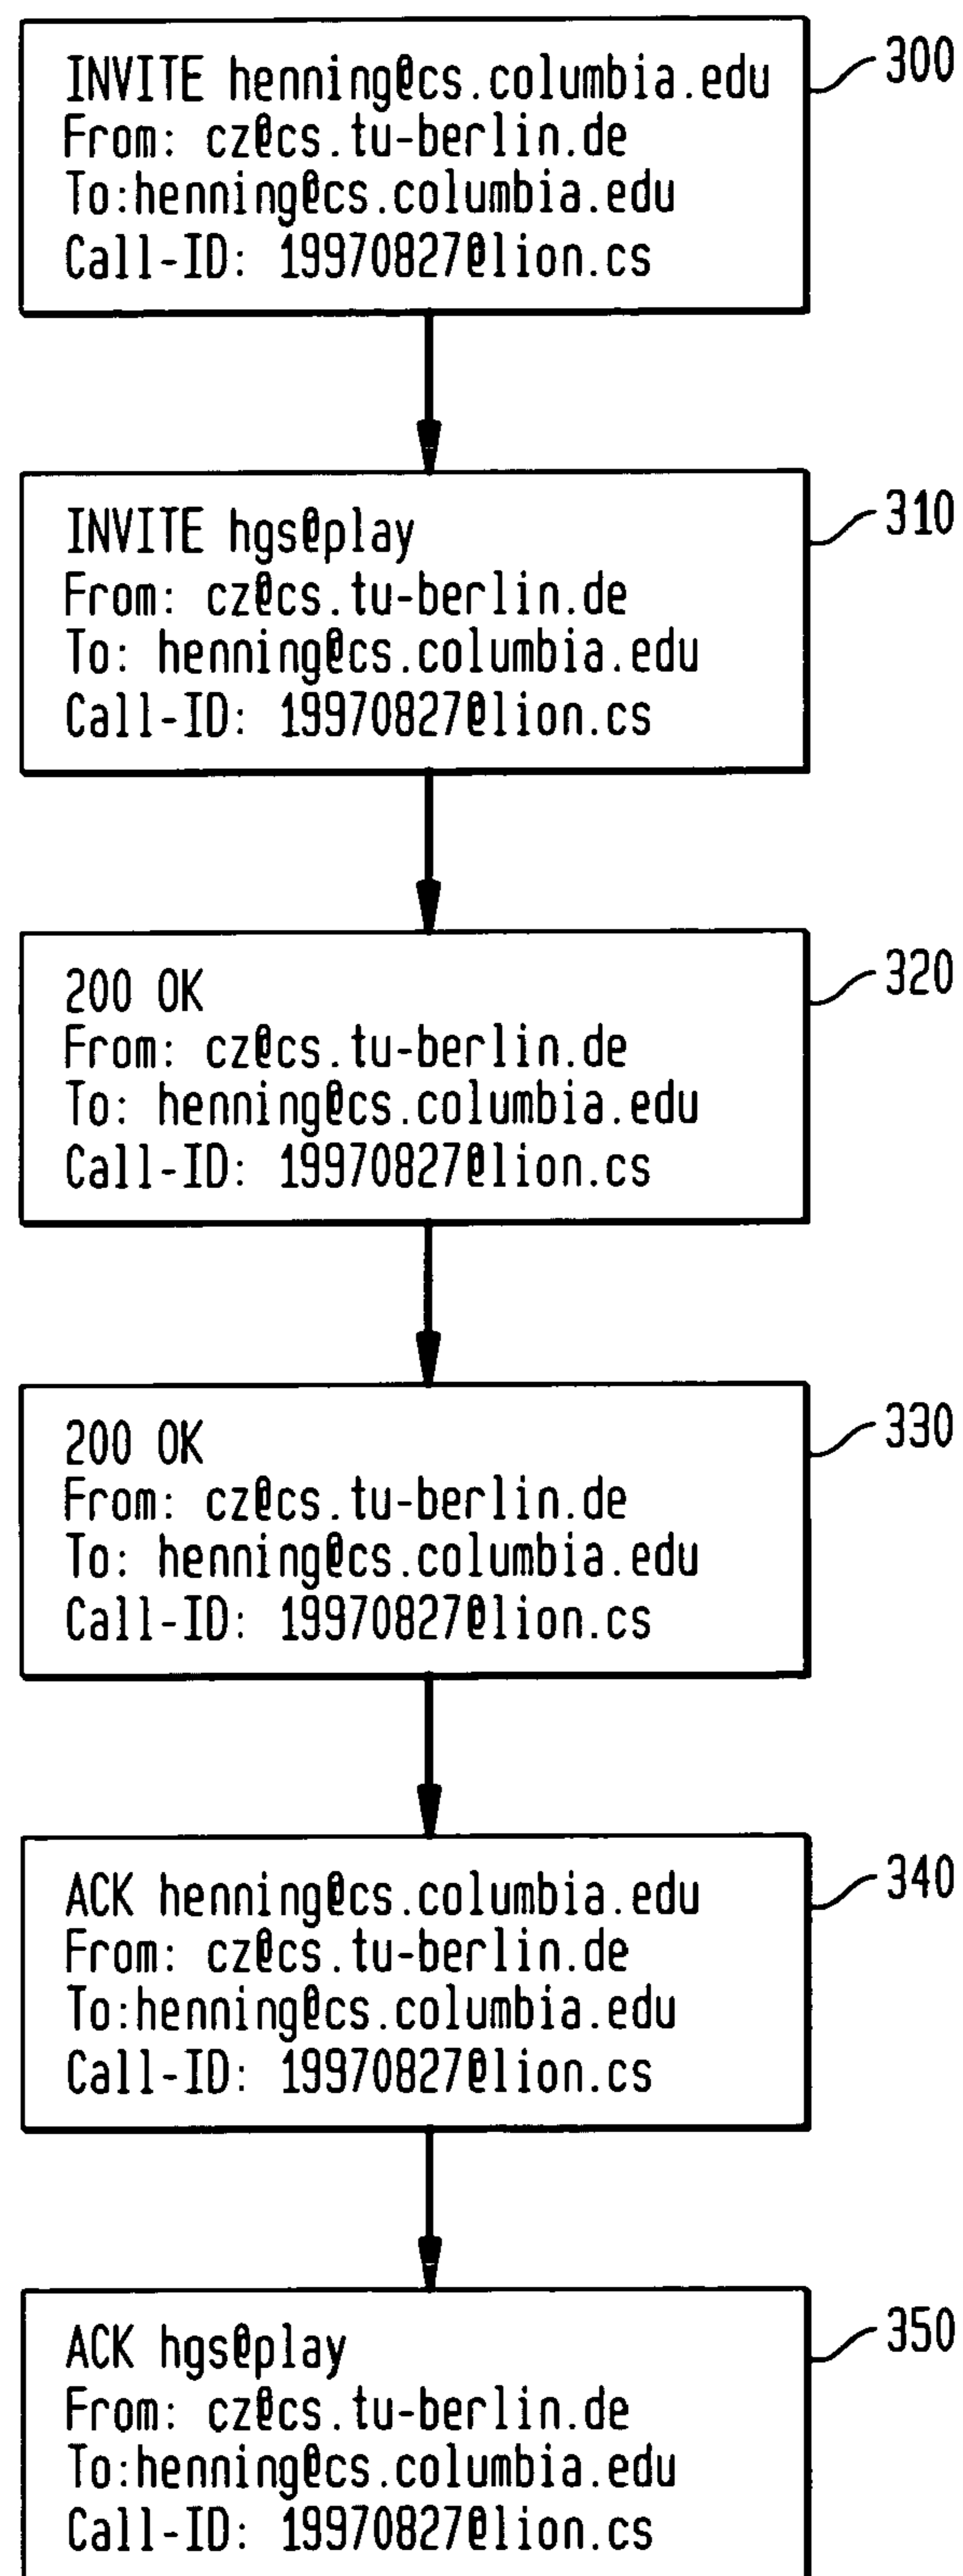 INVITE henning@cs.columbia.edu
From: cz@cs.tu-berlin.de
To:henning@cs.columbia.edu
Call-ID: 19970827@lion.cs
300
INVITE hgs@play
From: cz@cs.tu-berlin.de
To: henning@cs.columbia.edu
Call-ID: 19970827@lion.cs
310
200 OK
From: cz@cs.tu-berlin.de
To: henning@cs.columbia.edu
Call-ID: 19970827@lion.cs
320
200 OK
From: cz@cs.tu-berlin.de
To: henning@cs.columbia.edu
Call-ID: 19970827@lion.cs
330
ACK henning@cs.columbia.edu
From: cz@cs.tu-berlin.de
To:henning@cs.columbia.edu
Call-ID: 19970827@lion.cs
340
ACK hgs@play
From: cz@cs.tu-berlin.de
To:henning@cs.columbia.edu
Call-ID: 19970827@lion.cs
350